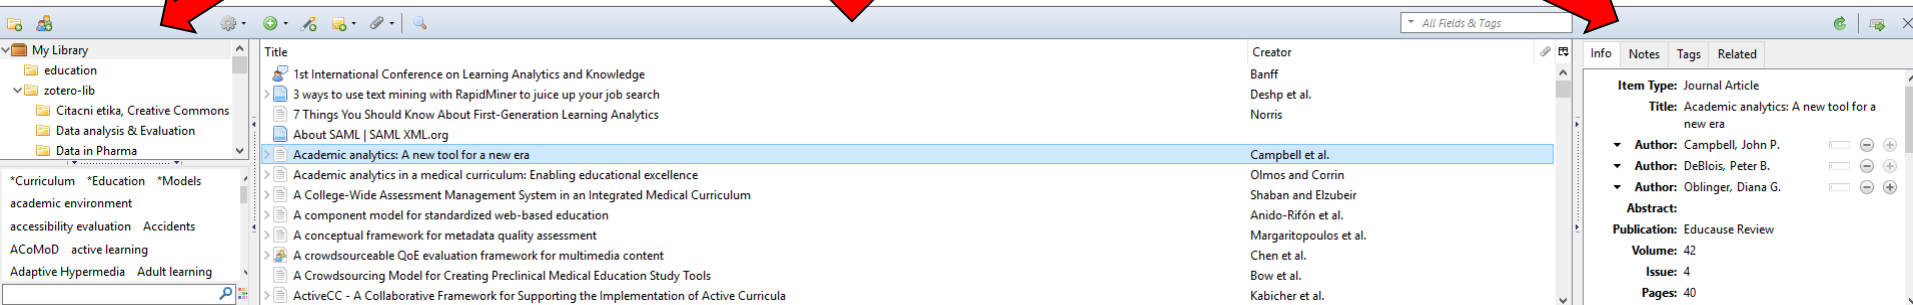 All Fields & Tags
My Library
education
zotero-lib
Citacni etika, Creative Commons
Data analysis & Evaluation
Data in Pharma
*Curriculum *Education *Models
academic environment
accessibility evaluation Accidents
ACoMoD active learning
Adaptive Hypermedia Adult learning
Title Creator
1st International Conference on Learning Analytics and Knowledge Banff
3 ways to use text mining with RapidMiner to juice up your job search Deshp et al.
7 Things You Should Know About First-Generation Learning Analytics Norris
About SAML | SAML XML.org
Academic analytics: A new tool for a new era Campbell et al.
Academic analytics in a medical curriculum: Enabling educational excellence Olmos and Corrin
A College-Wide Assessment Management System in an Integrated Medical Curriculum Shaban and Elzubeir
A component model for standardized web-based education Anido-Rifón et al.
A conceptual framework for metadata quality assessment Margaritopoulos et al.
A crowdsourceable QoE evaluation framework for multimedia content Chen et al.
A Crowdsourcing Model for Creating Preclinical Medical Education Study Tools Bow et al.
ActiveCC - A Collaborative Framework for Supporting the Implementation of Active Curricula Kabicher et al.
Info Notes Tags Related
Item Type: Journal Article
Title: Academic analytics: A new tool for a
new era
Author: Campbell, John P.
Author: DeBlois, Peter B.
Author: Oblinger, Diana G.
Abstract:
Publication: Educause Review
Volume: 42
Issue: 4
Pages: 40